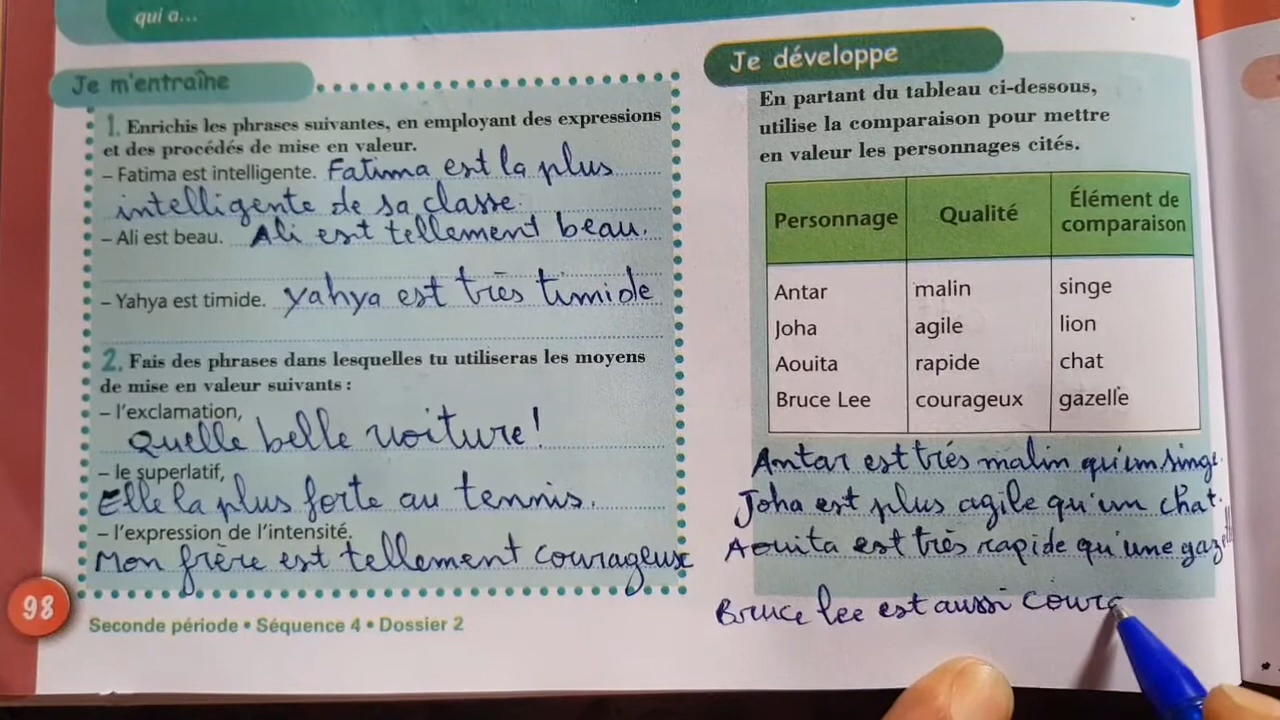 qui a...
Je m'entraîne
1. Enrichis les phrases suivantes, en employant des expressions
et des procédés de mise en valeur.
– Fatima est intelligente. Fatima est la plus
intelligente de sa classe.
– Ali est beau. Ali est tellement beau.
– Yahya est timide. Yahya est très timide
2. Fais des phrases dans lesquelles tu utiliseras les moyens
de mise en valeur suivants :
– l'exclamation,
Quelle belle voiture !
– le superlatif,
Elle la plus forte au tennis.
– l'expression de l'intensité.
Mon frère est tellement courageux
98
Seconde période • Séquence 4 • Dossier 2
Je développe
En partant du tableau ci-dessous,
utilise la comparaison pour mettre
en valeur les personnages cités.
Personnage Qualité Élément de comparaison
Antar malin singe
Joha agile lion
Aouita rapide chat
Bruce Lee courageux gazelle
Antar est très malin qu'un singe.
Joha est plus agile qu'un chat.
Aouita est très rapide qu'une gazelle
Bruce lee est aussi coura